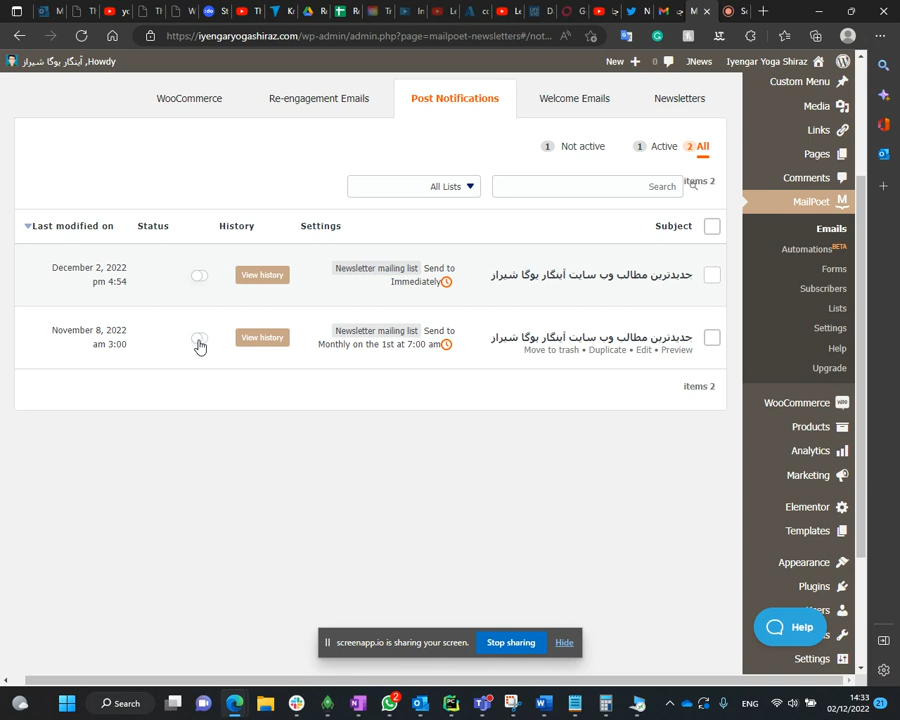 https://iyengaryogashiraz.com/wp-admin/admin.php?page=mailpoet-newsletters#/not...
آینگار یوگا شیراز ,Howdy
New
0
JNews
Iyengar Yoga Shiraz
WooCommerce
Re-engagement Emails
Post Notifications
Welcome Emails
Newsletters
1 Not active
1 Active
2 All
All Lists
Search
items 2
Last modified on
Status
History
Settings
Subject
December 2, 2022
pm 4:54
View history
Newsletter mailing list Send to
Immediately
جدیدترین مطالب وب سایت آینگار یوگا شیراز
November 8, 2022
am 3:00
View history
Newsletter mailing list Send to
Monthly on the 1st at 7:00 am
جدیدترین مطالب وب سایت آینگار یوگا شیراز
Move to trash • Duplicate • Edit • Preview
items 2
Custom Menu
Media
Links
Pages
Comments
MailPoet
Emails
Automations BETA
Forms
Subscribers
Lists
Settings
Help
Upgrade
WooCommerce
Products
Analytics
Marketing
Elementor
Templates
Appearance
Plugins
Settings
Help
screenapp.io is sharing your screen.
Stop sharing
Hide
Search
2
14:33
02/12/2022
21